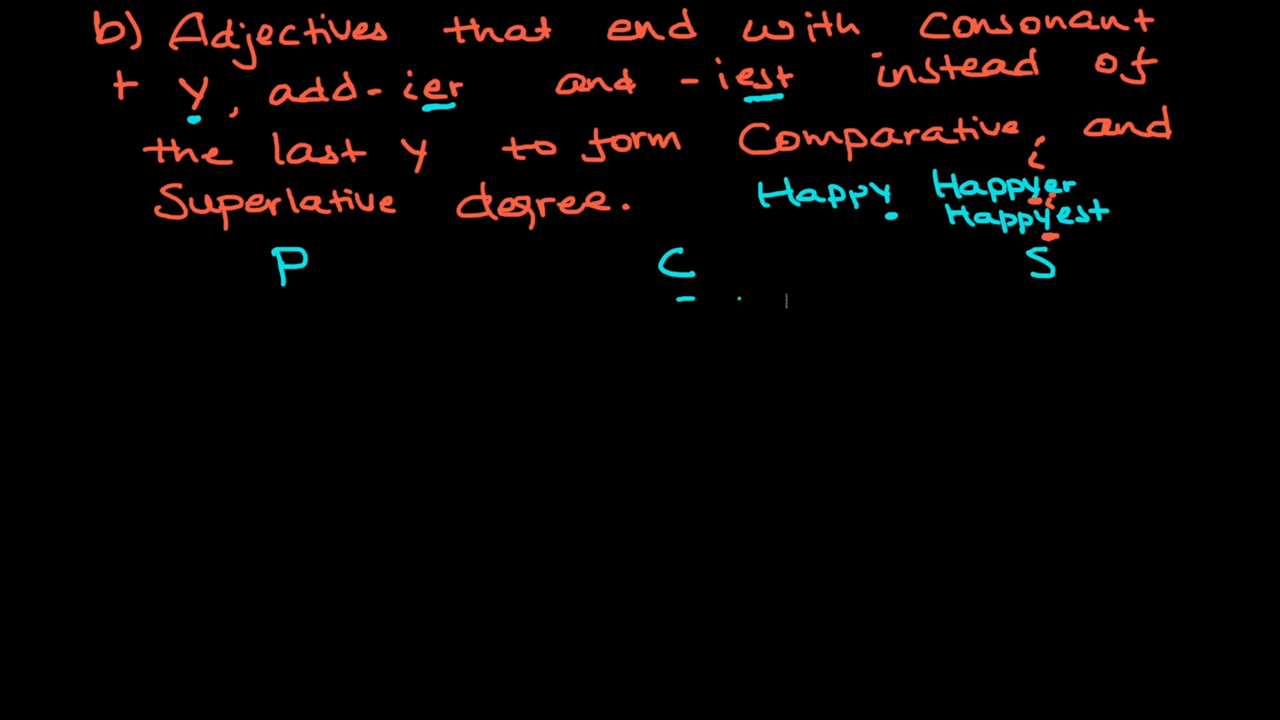 b) Adjectives that end with consonant
+ y, add -ier and -iest instead of
the last y to form Comparative, and
i
Superlative degree. Happy Happyer
i
Happyest
P C S